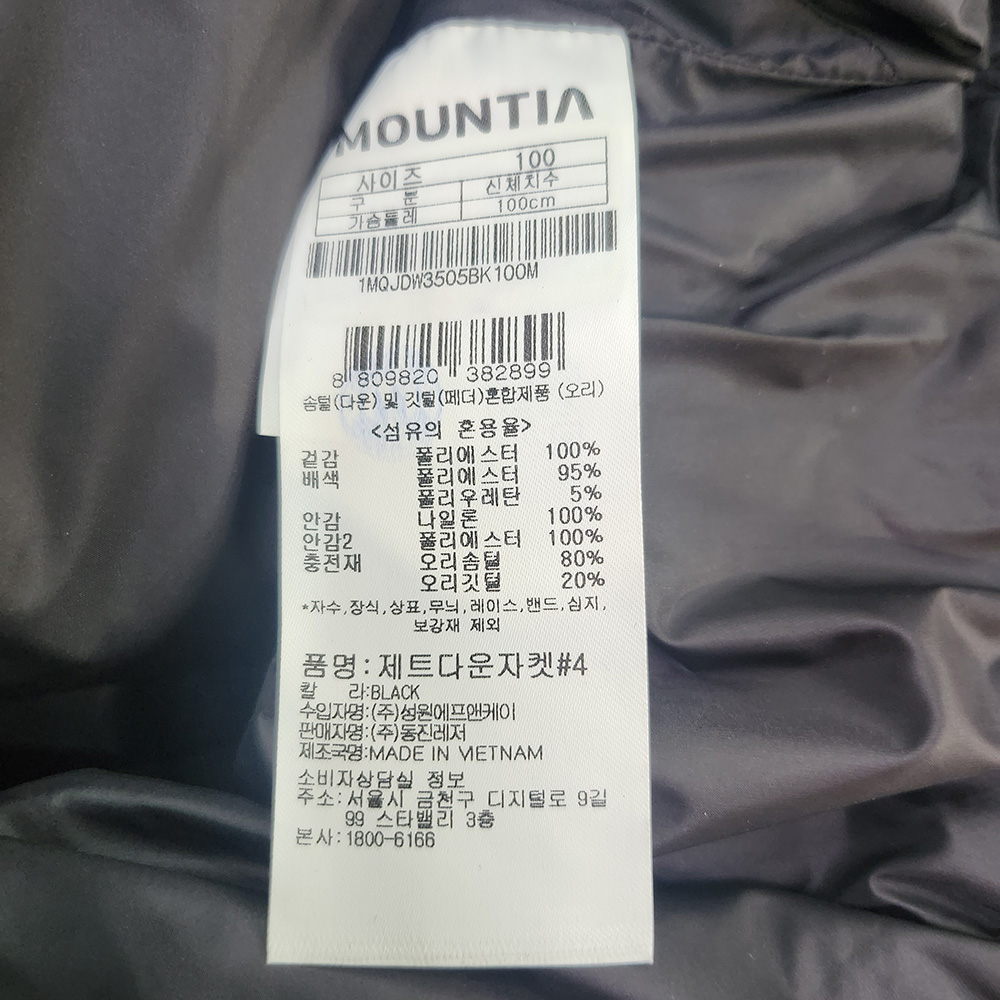 MOUNTIA
사이즈 100
구 분 신체치수
가슴둘레 100cm
1MQJDW3505BK100M
8 809820 382899
솜털(다운) 및 깃털(페더)혼합제품 (오리)
<섬유의 혼용율>
겉감 폴리에스터 100%
배색 폴리에스터 95%
폴리우레탄 5%
안감 나일론 100%
안감2 폴리에스터 100%
충전재 오리솜털 80%
오리깃털 20%
*자수,장식,상표,무늬,레이스,밴드,심지,
보강재 제외
품명:제트다운자켓#4
칼 라:BLACK
수입자명:(주)성원에프앤케이
판매자명:(주)동진레저
제조국명:MADE IN VIETNAM
소비자상담실 정보
주소:서울시 금천구 디지털로 9길
99 스타밸리 3층
본사:1800-6166